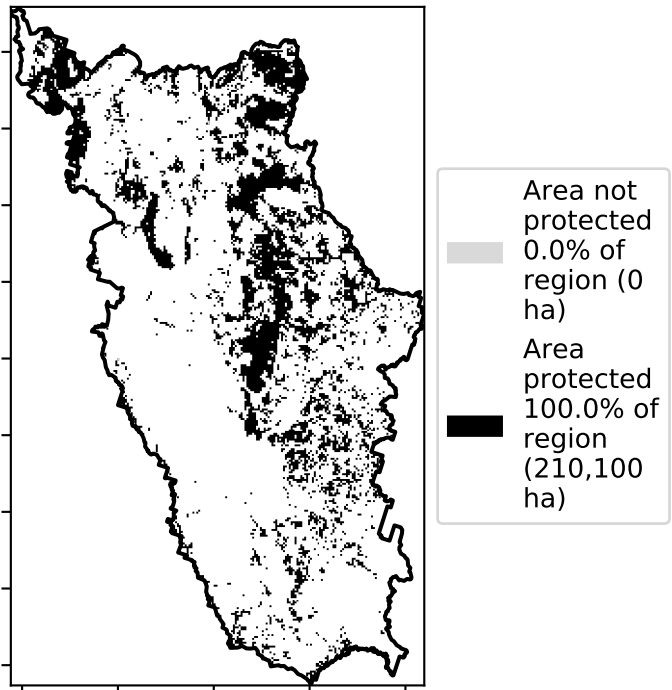 Area not
protected
0.0% of
region (0
ha)
Area
protected
100.0% of
region
(210,100
ha)